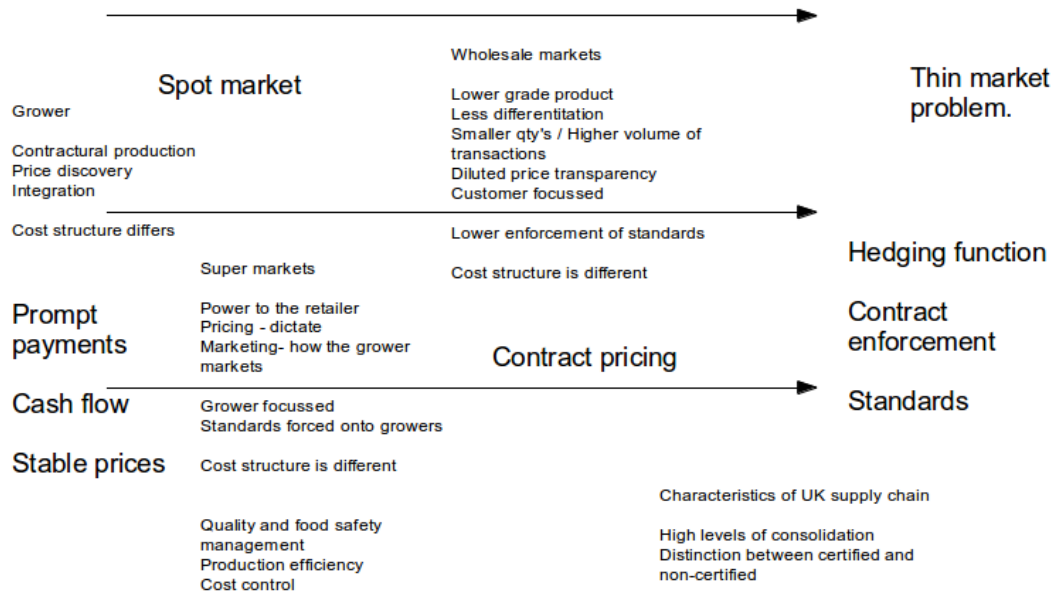 Spot market
Grower
Contractural production
Price discovery
Integration
Cost structure differs
Wholesale markets
Lower grade product
Less differentitation
Smaller qty's / Higher volume of
transactions
Diluted price transparency
Customer focussed
Lower enforcement of standards
Cost structure is different
Thin market
problem.
Prompt
payments
Cash flow
Stable prices
Super markets
Power to the retailer
Pricing - dictate
Marketing- how the grower
markets
Grower focussed
Standards forced onto growers
Cost structure is different
Quality and food safety
management
Production efficiency
Cost control
Contract pricing
Hedging function
Contract
enforcement
Standards
Characteristics of UK supply chain
High levels of consolidation
Distinction between certified and
non-certified